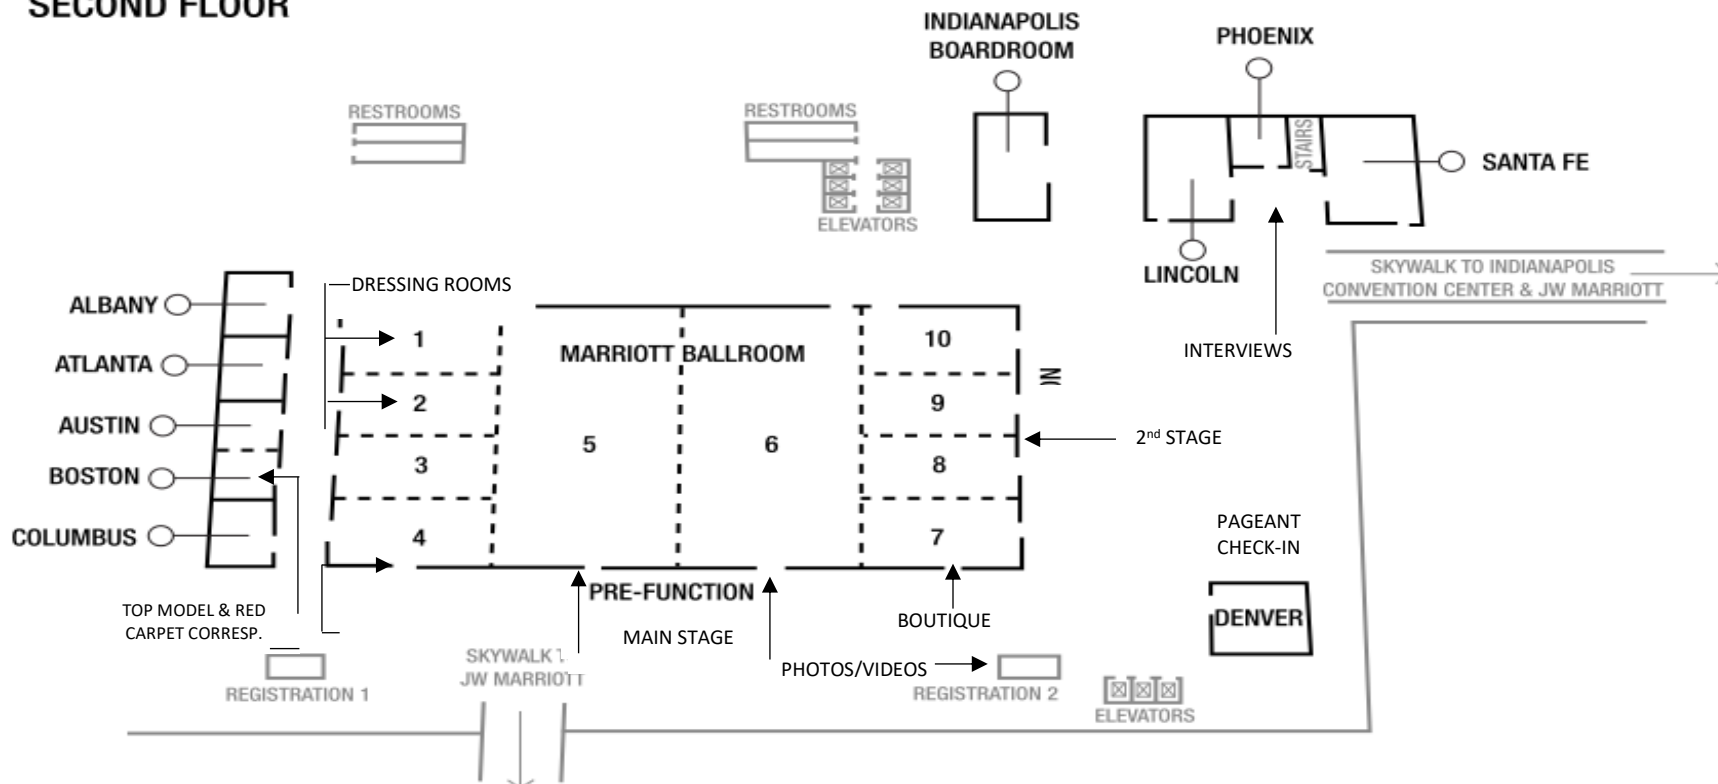 SECOND FLOOR
INDIANAPOLIS
BOARDROOM
PHOENIX
RESTROOMS
RESTROOMS
STAIRS
SANTA FE
ELEVATORS
LINCOLN
SKYWALK TO INDIANAPOLIS
CONVENTION CENTER & JW MARRIOTT
ALBANY
DRESSING ROOMS
1
MARRIOTT BALLROOM
10
INTERVIEWS
ATLANTA
2
9
AUSTIN
5
6
2nd STAGE
3
8
BOSTON
COLUMBUS
4
7
PAGEANT
CHECK-IN
PRE-FUNCTION
TOP MODEL & RED
CARPET CORRESP.
MAIN STAGE
BOUTIQUE
DENVER
SKYWALK
JW MARRIOTT
PHOTOS/VIDEOS
REGISTRATION 1
REGISTRATION 2
ELEVATORS